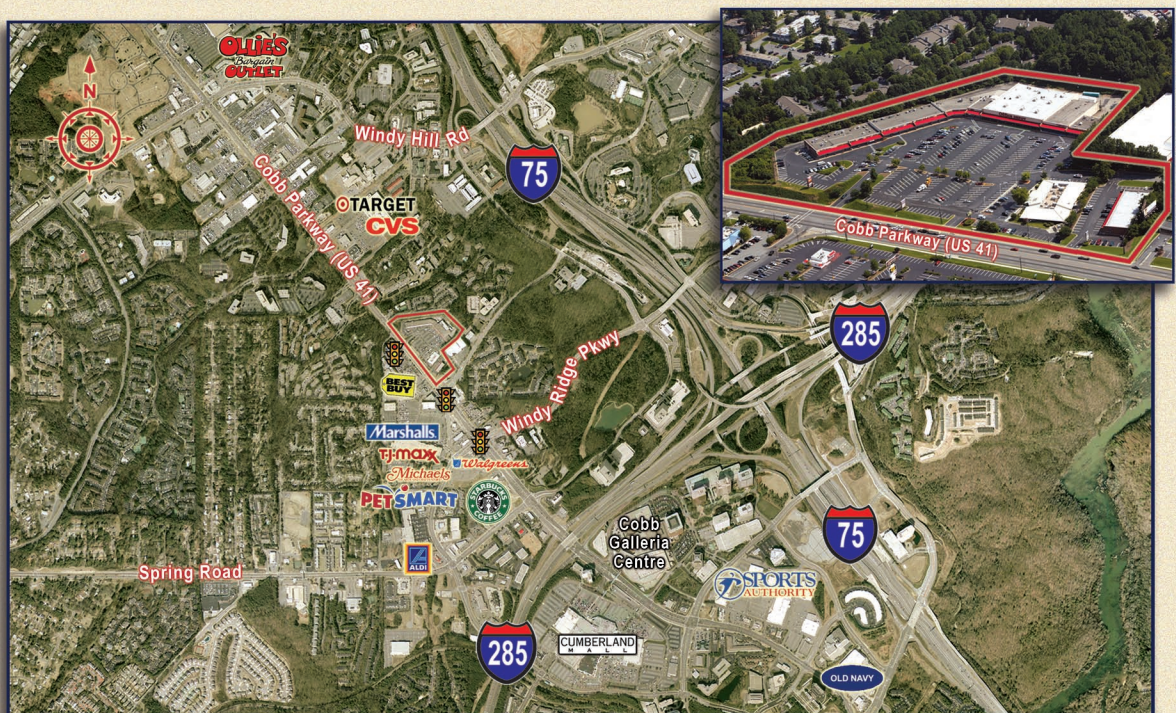 OLLIE'S
Bargain
OUTLET
N
Windy Hill Rd
75
Cobb Parkway (US 41)
TARGET
CVS
Cobb Parkway (US 41)
285
BEST
BUY
Windy Ridge Pkwy
Marshalls
T·J·maxx
Michaels
Walgreens
PETSMART
STARBUCKS
COFFEE
Cobb
Galleria
Centre
75
ALDI
Spring Road
SPORTS
AUTHORITY
285
CUMBERLAND
MALL
OLD NAVY